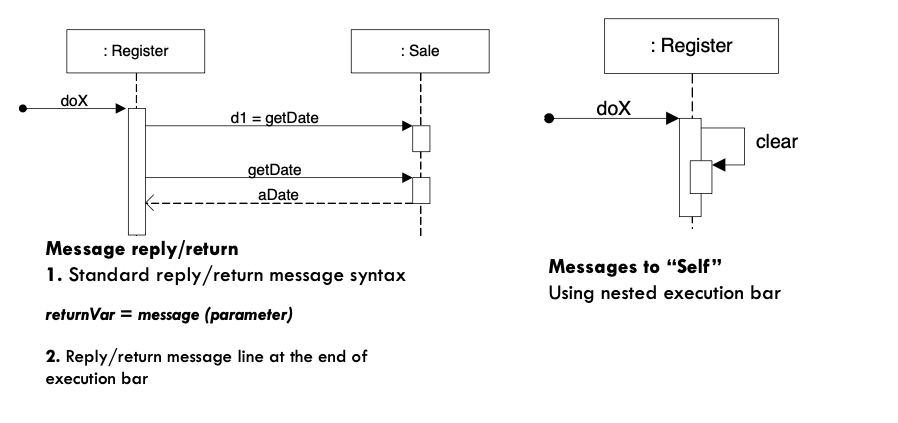 : Register
: Sale
doX
d1 = getDate
getDate
aDate
Message reply/return
1. Standard reply/return message syntax
returnVar = message (parameter)
2. Reply/return message line at the end of
execution bar
: Register
doX
clear
Messages to “Self”
Using nested execution bar